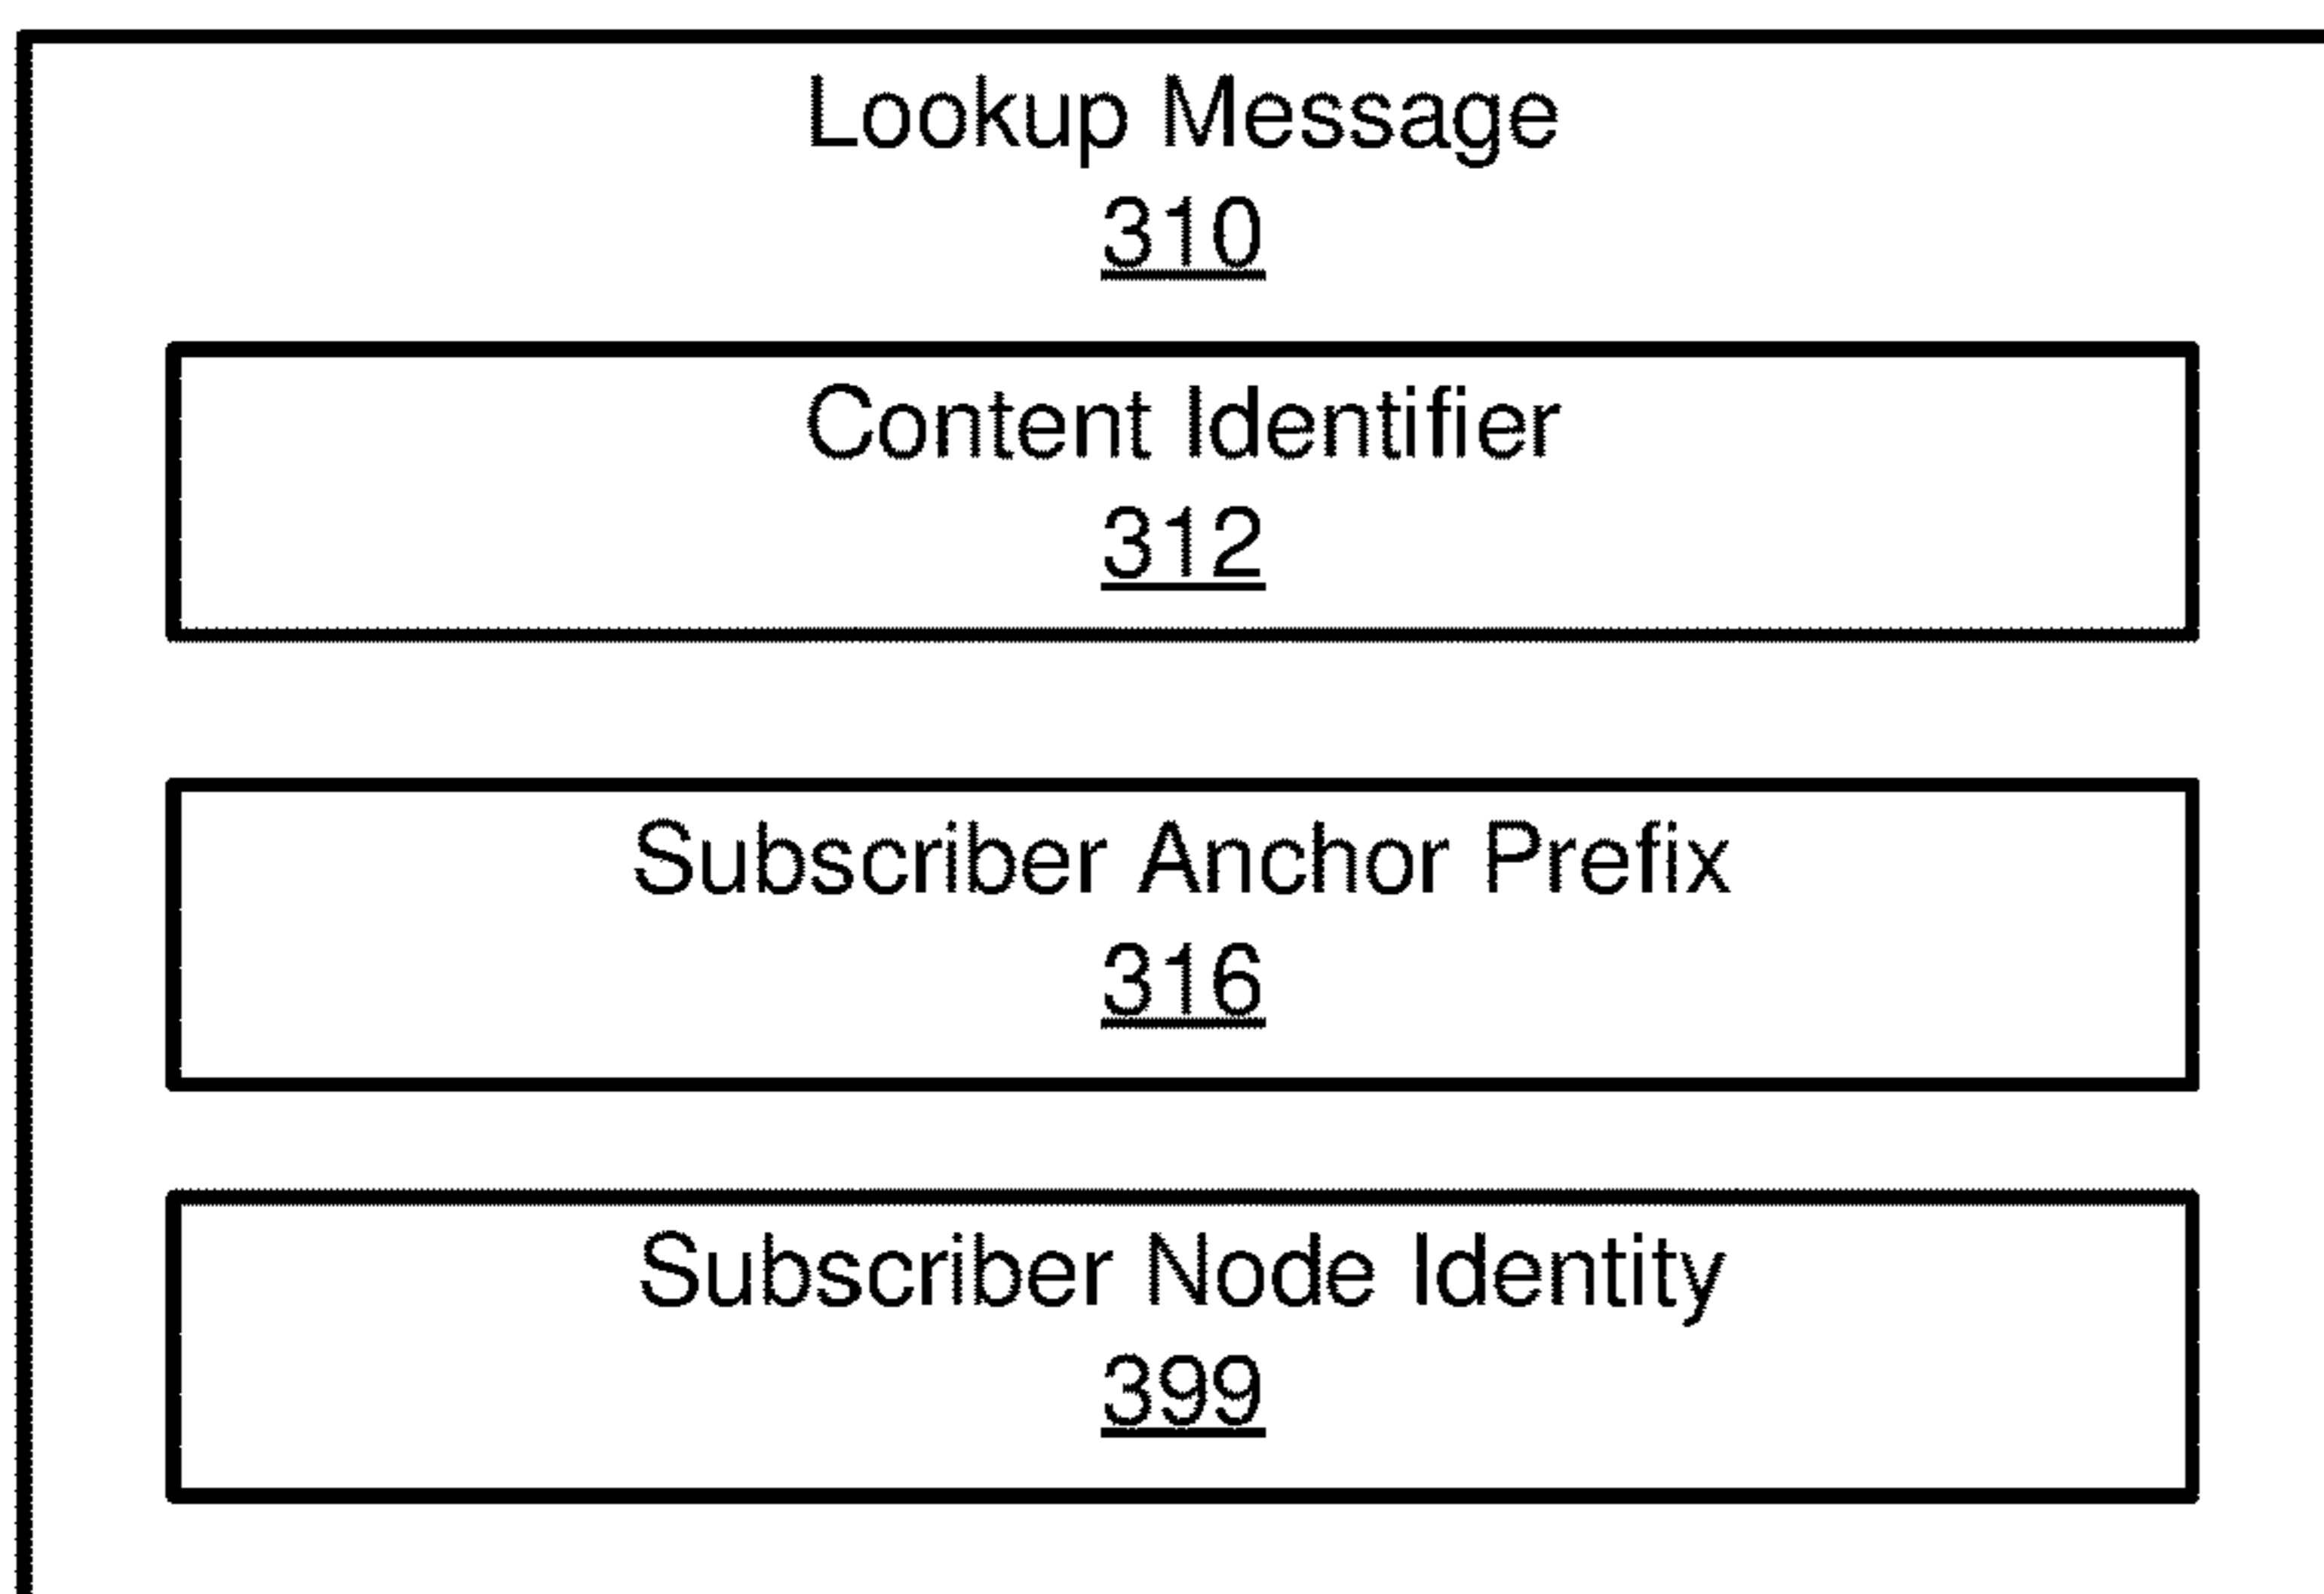 Lookup Message
310
Content Identifier
312
Subscriber Anchor Prefix
316
Subscriber Node Identity
399